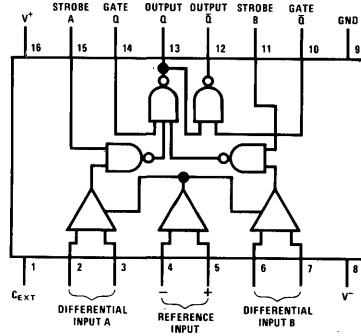 V+ STROBE A GATE Q OUTPUT Q OUTPUT Q̅ STROBE B GATE Q̅ GND
16 15 14 13 12 11 10 9
1 2 3 4 5 6 7 8
− +
CEXT DIFFERENTIAL INPUT A REFERENCE INPUT DIFFERENTIAL INPUT B V−